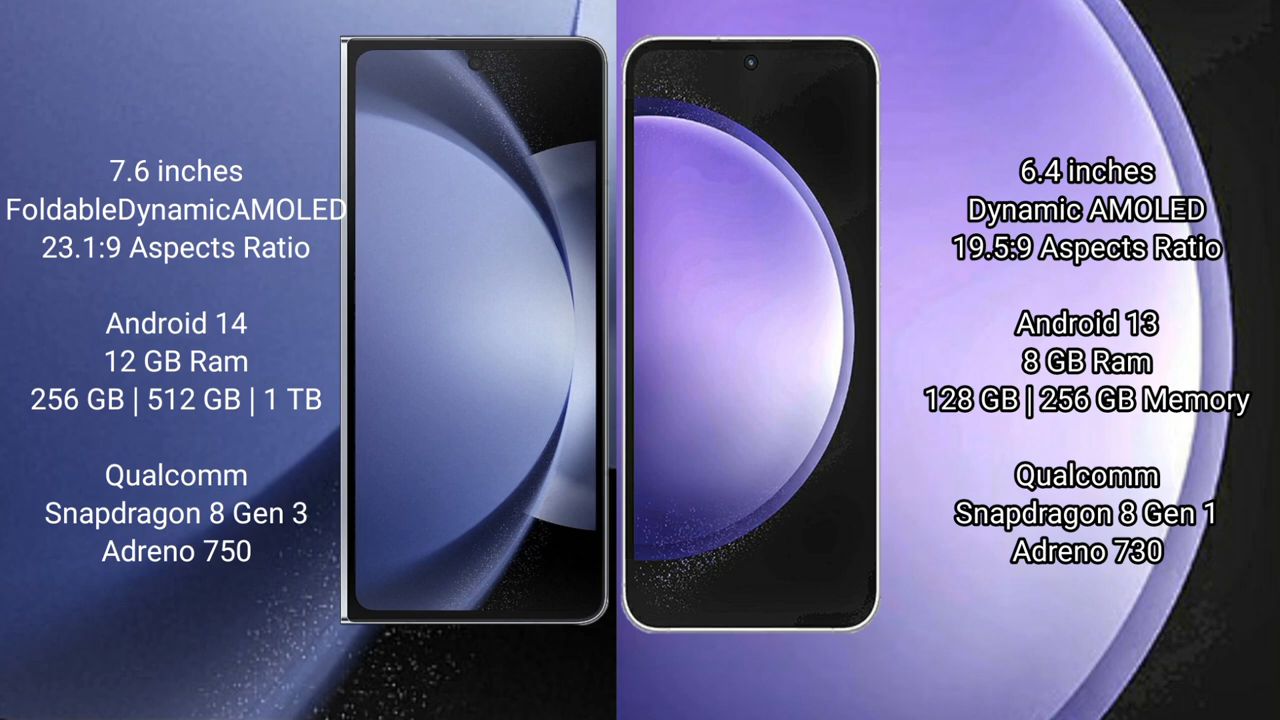 7.6 inches
FoldableDynamicAMOLED
23.1:9 Aspects Ratio
Android 14
12 GB Ram
256 GB | 512 GB | 1 TB
Qualcomm
Snapdragon 8 Gen 3
Adreno 750
6.4 inches
Dynamic AMOLED
19.5:9 Aspects Ratio
Android 13
8 GB Ram
128 GB | 256 GB Memory
Qualcomm
Snapdragon 8 Gen 1
Adreno 730